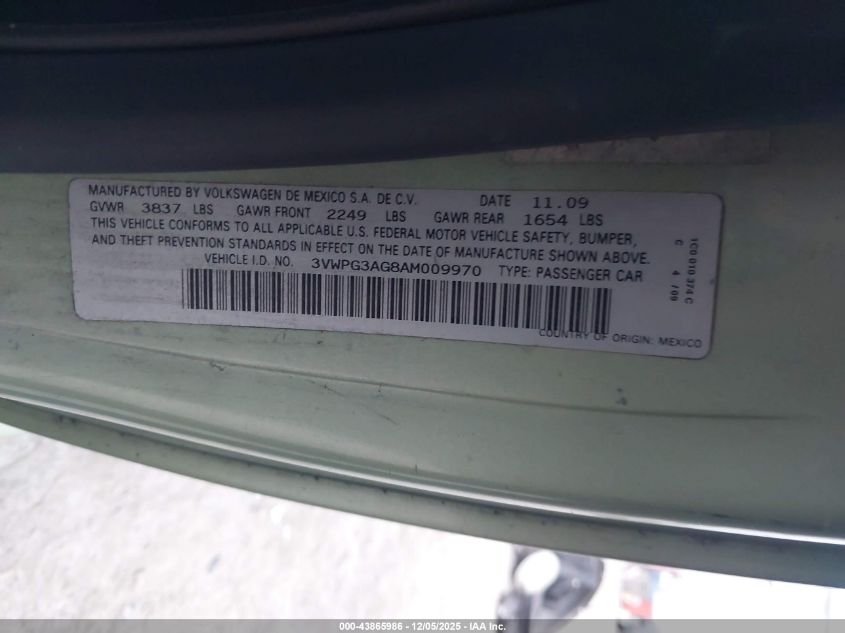 MANUFACTURED BY VOLKSWAGEN DE MEXICO S.A. DE C.V. DATE 11.09
GVWR 3837 LBS GAWR FRONT 2249 LBS GAWR REAR 1654 LBS
THIS VEHICLE CONFORMS TO ALL APPLICABLE U.S. FEDERAL MOTOR VEHICLE SAFETY, BUMPER,
AND THEFT PREVENTION STANDARDS IN EFFECT ON THE DATE OF MANUFACTURE SHOWN ABOVE.
VEHICLE I.D. NO. 3VWPG3AG8AM009970 TYPE: PASSENGER CAR
COUNTRY OF ORIGIN: MEXICO
1C0 010 374 C
C 4 /09
000-43865986 - 12/05/2025 - IAA Inc.